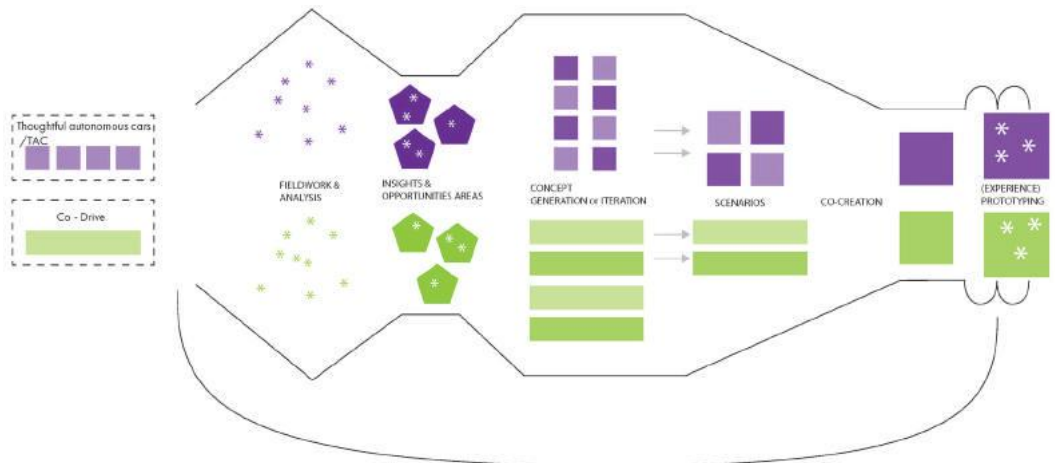 Thoughtful autonomous cars
/TAC
Co - Drive
FIELDWORK &
ANALYSIS
INSIGHTS &
OPPORTUNITIES AREAS
CONCEPT
GENERATION or ITERATION
SCENARIOS
CO-CREATION
(EXPERIENCE)
PROTOTYPING